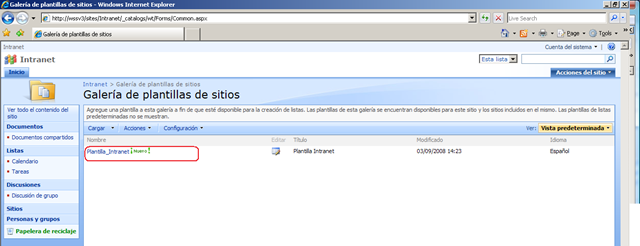 Galería de plantillas de sitios - Windows Internet Explorer
http://wssv3/sites/Intranet/_catalogs/wt/Forms/Common.aspx
Live Search
Galería de plantillas de sitios
Page
Tools
Intranet
Cuenta del sistema
Intranet
Esta lista
Inicio
Acciones del sitio
Intranet > Galería de plantillas de sitios
Galería de plantillas de sitios
Ver todo el contenido del sitio
Documentos
Documentos compartidos
Listas
Calendario
Tareas
Discusiones
Discusión de grupo
Sitios
Personas y grupos
Papelera de reciclaje
Agregue una plantilla a esta galería a fin de que esté disponible para la creación de listas. Las plantillas de esta galería se encuentran disponibles para este sitio y los sitios incluidos en el mismo. Las plantillas de listas
predeterminadas no se muestran.
Cargar Acciones Configuración Ver: Vista predeterminada
Nombre Editar Título Modificado Idioma
Plantilla_Intranet ¡Nuevo! Plantilla Intranet 03/09/2008 14:23 Español